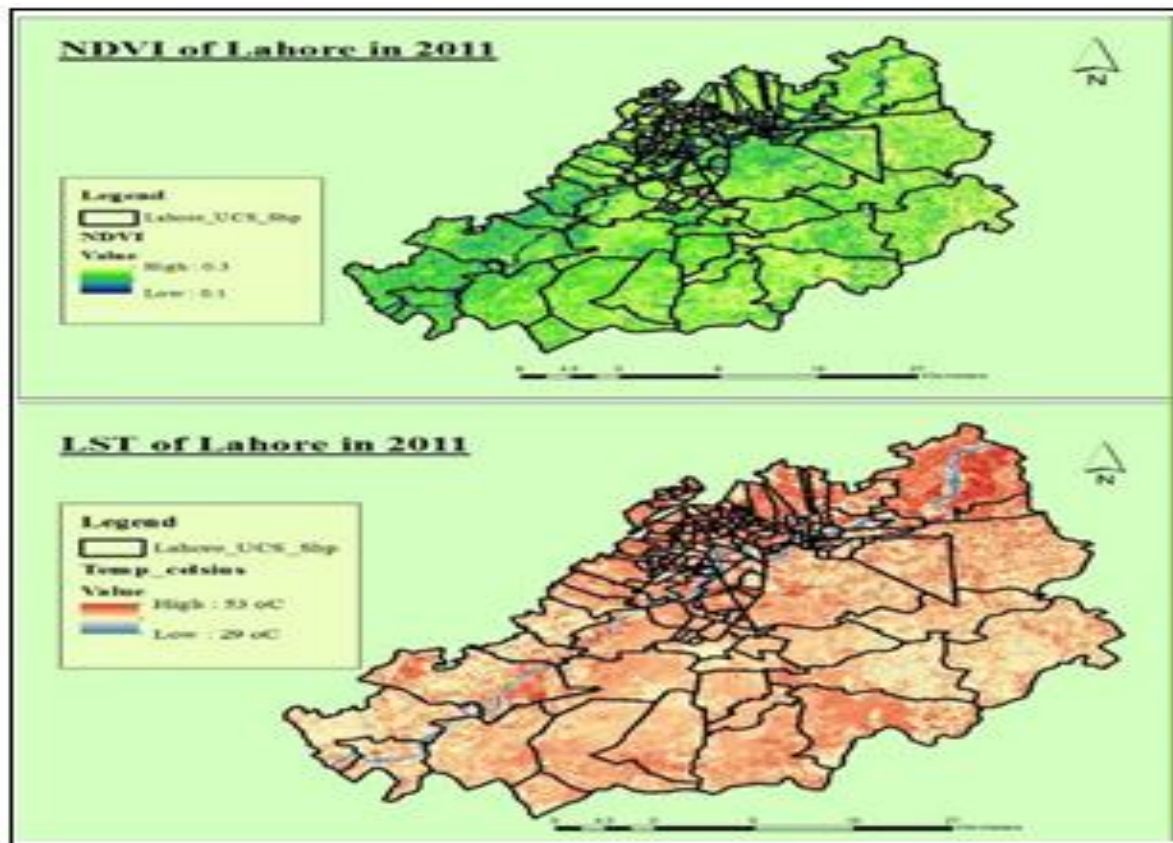 NDVI of Lahore in 2011
N
Legend
Lahore_UCS_Shp
NDVI
Value
High : 0.3
Low : 0.1
LST of Lahore in 2011
N
Legend
Lahore_UCS_Shp
Temp_celsius
Value
High : 53 oC
Low : 29 oC